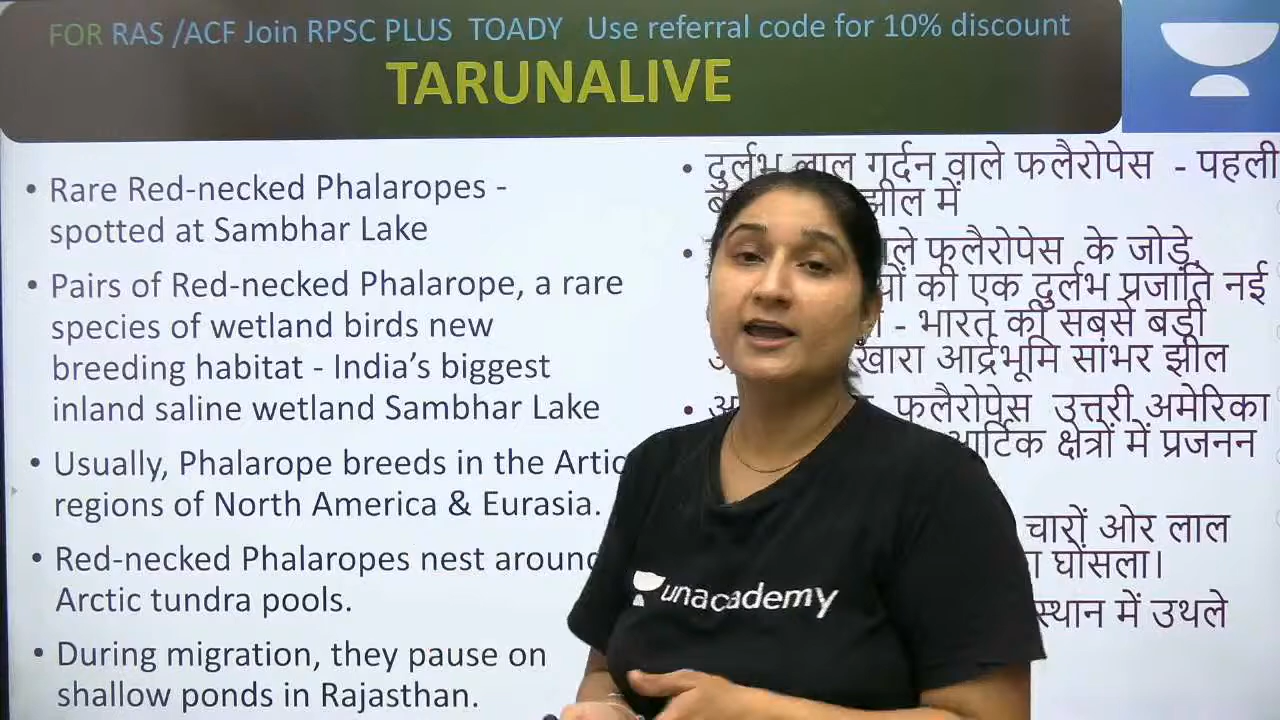 FOR RAS /ACF Join RPSC PLUS TOADY Use referral code for 10% discount
TARUNALIVE
• Rare Red-necked Phalaropes -
spotted at Sambhar Lake
• Pairs of Red-necked Phalarope, a rare
species of wetland birds new
breeding habitat - India’s biggest
inland saline wetland Sambhar Lake
• Usually, Phalarope breeds in the Artic
regions of North America & Eurasia.
• Red-necked Phalaropes nest around
Arctic tundra pools.
• During migration, they pause on
shallow ponds in Rajasthan.
• दुर्लभ लाल गर्दन वाले फलैरोपेस - पहली
झील में
फलैरोपेस के जोड़े,
की एक दुर्लभ प्रजाति नई
- भारत की सबसे बड़ी
खारा आर्द्रभूमि सांभर झील
फलैरोपेस उत्तरी अमेरिका
आर्टिक क्षेत्रों में प्रजनन
चारों ओर लाल
घोंसला।
में उथले
unacademy